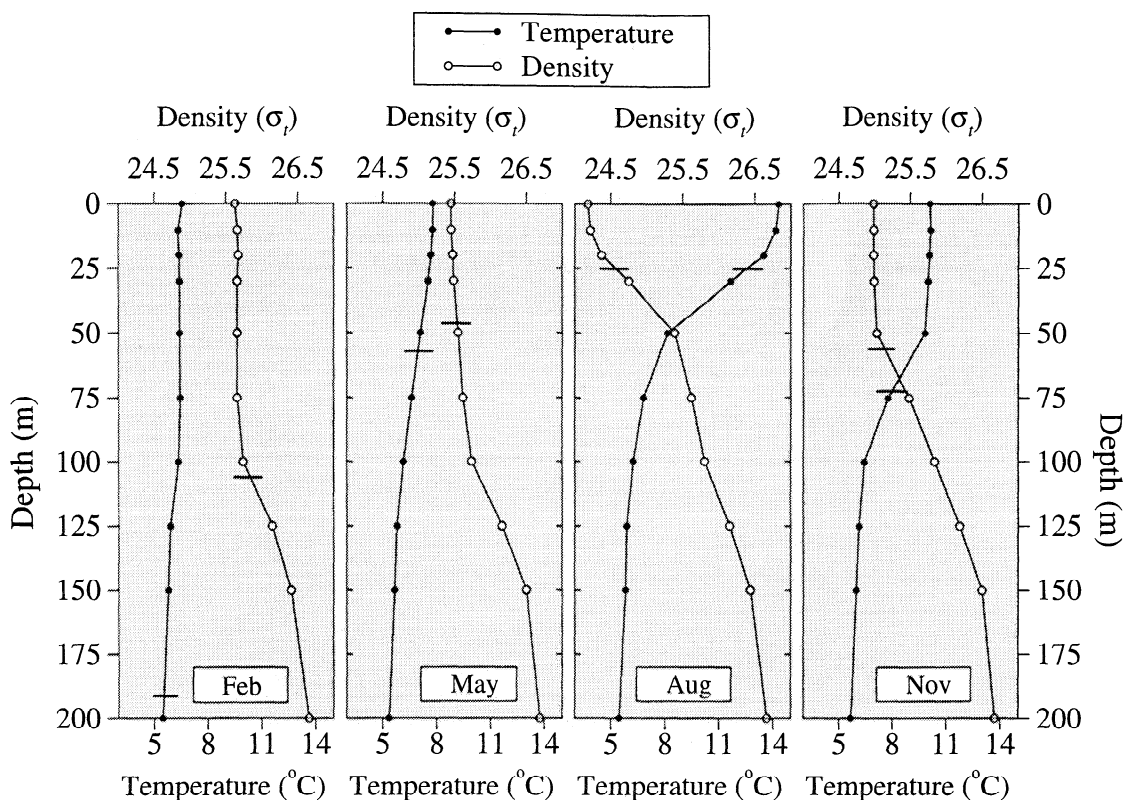 Temperature
Density
Density (σt) Density (σt) Density (σt) Density (σt)
24.5 25.5 26.5 24.5 25.5 26.5 24.5 25.5 26.5 24.5 25.5 26.5
0 0
25 25
50 50
75 75
100 100
125 125
150 150
175 175
200 200
Depth (m)
Depth (m)
Feb May Aug Nov
5 8 11 14 5 8 11 14 5 8 11 14 5 8 11 14
Temperature (°C) Temperature (°C) Temperature (°C) Temperature (°C)